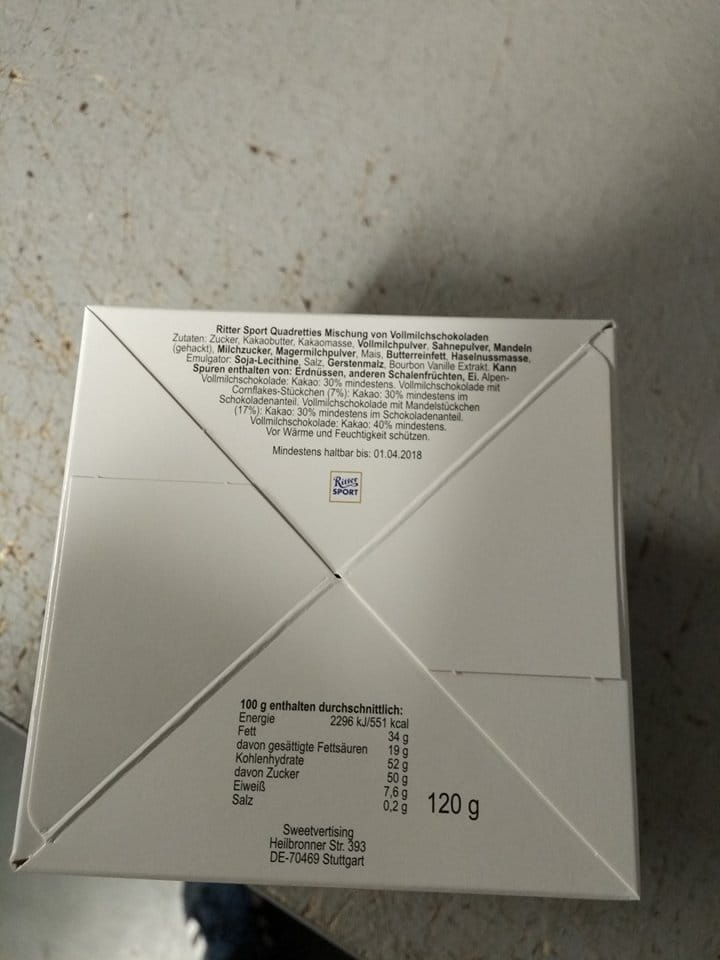 Ritter Sport Quadretties Mischung von Vollmilchschokoladen
Zutaten: Zucker, Kakaobutter, Kakaomasse, Vollmilchpulver, Sahnepulver, Mandeln
(gehackt), Milchzucker, Magermilchpulver, Mais, Butterreinfett, Haselnussmasse,
Emulgator: Soja-Lecithine, Salz, Gerstenmalz, Bourbon Vanille Extrakt. Kann
Spuren enthalten von: Erdnüssen, anderen Schalenfrüchten, Ei. Alpen-
Vollmilchschokolade: Kakao: 30% mindestens. Vollmilchschokolade mit
Cornflakes-Stückchen (7%): Kakao: 30% mindestens im
Schokoladenanteil. Vollmilchschokolade mit Mandelstückchen
(17%): Kakao: 30% mindestens im Schokoladenanteil.
Vollmilchschokolade: Kakao: 40% mindestens.
Vor Wärme und Feuchtigkeit schützen.
Mindestens haltbar bis: 01.04.2018
Ritter
SPORT
100 g enthalten durchschnittlich:
Energie 2296 kJ/551 kcal
Fett 34 g
davon gesättigte Fettsäuren 19 g
Kohlenhydrate 52 g
davon Zucker 50 g
Eiweiß 7,6 g
Salz 0,2 g
120 g
Sweetvertising
Heilbronner Str. 393
DE-70469 Stuttgart